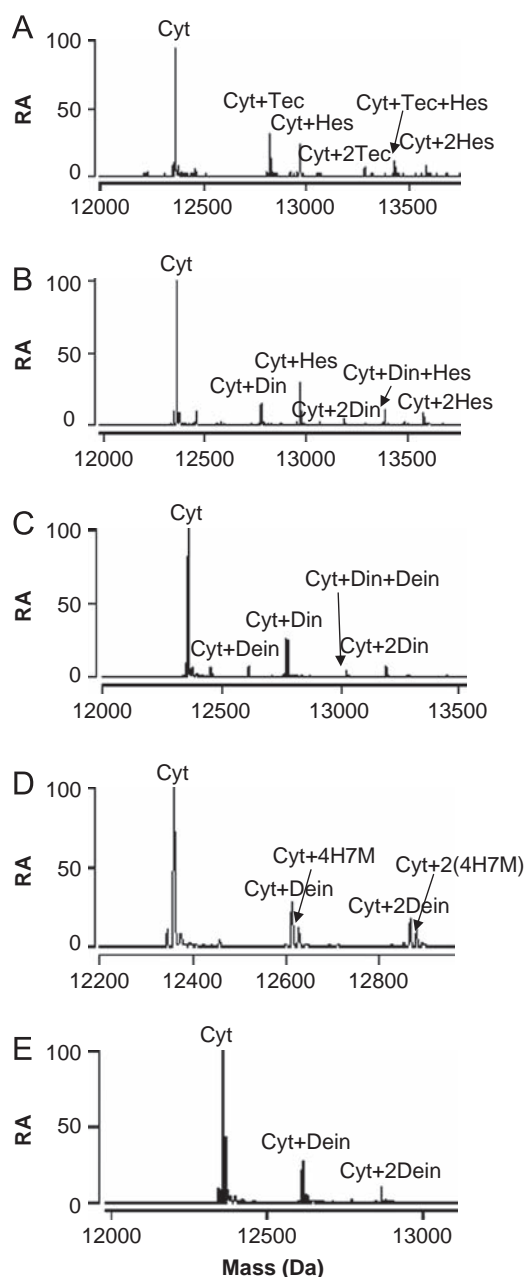 A
100
50
0
RA
Cyt
Cyt+Tec
Cyt+Hes
Cyt+2Tec
Cyt+Tec+Hes
Cyt+2Hes
12000 12500 13000 13500
B
100
50
0
RA
Cyt
Cyt+Din
Cyt+Hes
Cyt+2Din
Cyt+Din+Hes
Cyt+2Hes
12000 12500 13000 13500
C
100
50
0
RA
Cyt
Cyt+Dein
Cyt+Din
Cyt+Din+Dein
Cyt+2Din
12000 12500 13000 13500
D
100
50
0
RA
Cyt
Cyt+Dein
Cyt+4H7M
Cyt+2Dein
Cyt+2(4H7M)
12200 12400 12600 12800
E
100
50
0
RA
Cyt
Cyt+Dein
Cyt+2Dein
12000 12500 13000
Mass (Da)